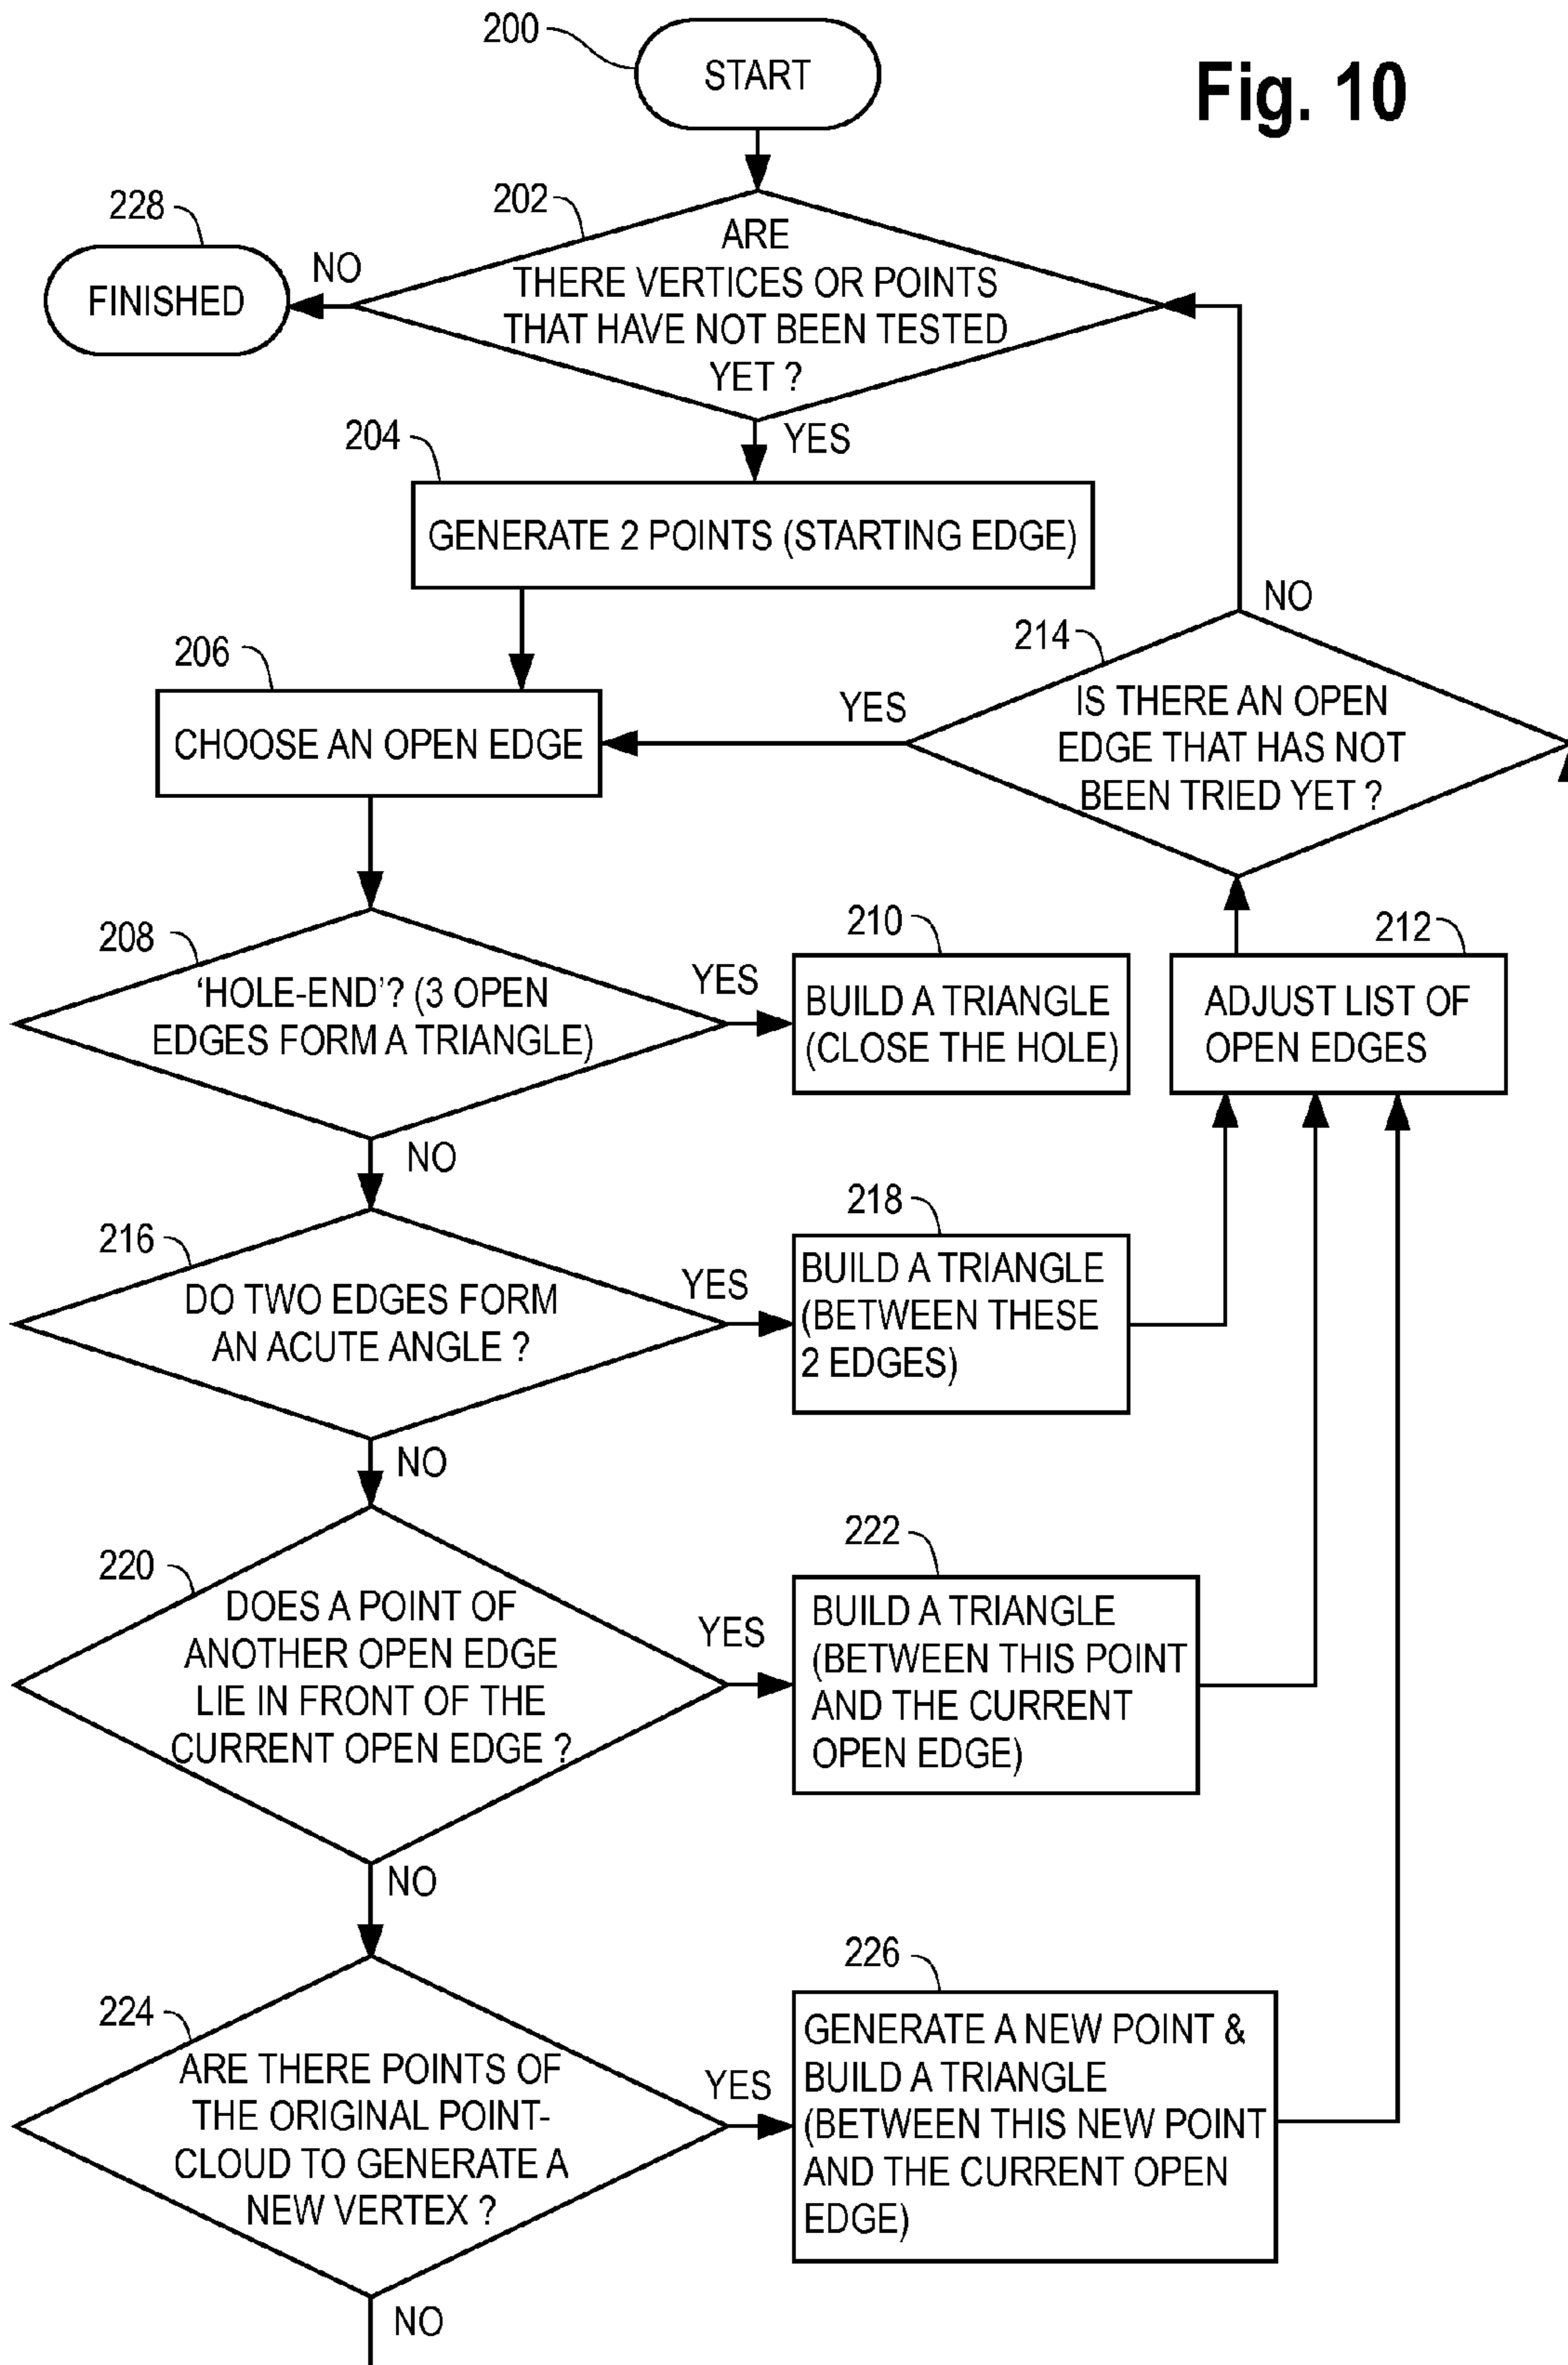 Fig. 10
200
START
202
ARE
THERE VERTICES OR POINTS
THAT HAVE NOT BEEN TESTED
YET ?
NO
228
FINISHED
YES
204
GENERATE 2 POINTS (STARTING EDGE)
206
CHOOSE AN OPEN EDGE
YES
214
NO
IS THERE AN OPEN
EDGE THAT HAS NOT
BEEN TRIED YET ?
208
'HOLE-END'? (3 OPEN
EDGES FORM A TRIANGLE)
YES
210
BUILD A TRIANGLE
(CLOSE THE HOLE)
212
ADJUST LIST OF
OPEN EDGES
NO
216
DO TWO EDGES FORM
AN ACUTE ANGLE ?
YES
218
BUILD A TRIANGLE
(BETWEEN THESE
2 EDGES)
NO
220
DOES A POINT OF
ANOTHER OPEN EDGE
LIE IN FRONT OF THE
CURRENT OPEN EDGE ?
YES
222
BUILD A TRIANGLE
(BETWEEN THIS POINT
AND THE CURRENT
OPEN EDGE)
NO
224
ARE THERE POINTS OF
THE ORIGINAL POINT-
CLOUD TO GENERATE A
NEW VERTEX ?
YES
226
GENERATE A NEW POINT &
BUILD A TRIANGLE
(BETWEEN THIS NEW POINT
AND THE CURRENT OPEN
EDGE)
NO